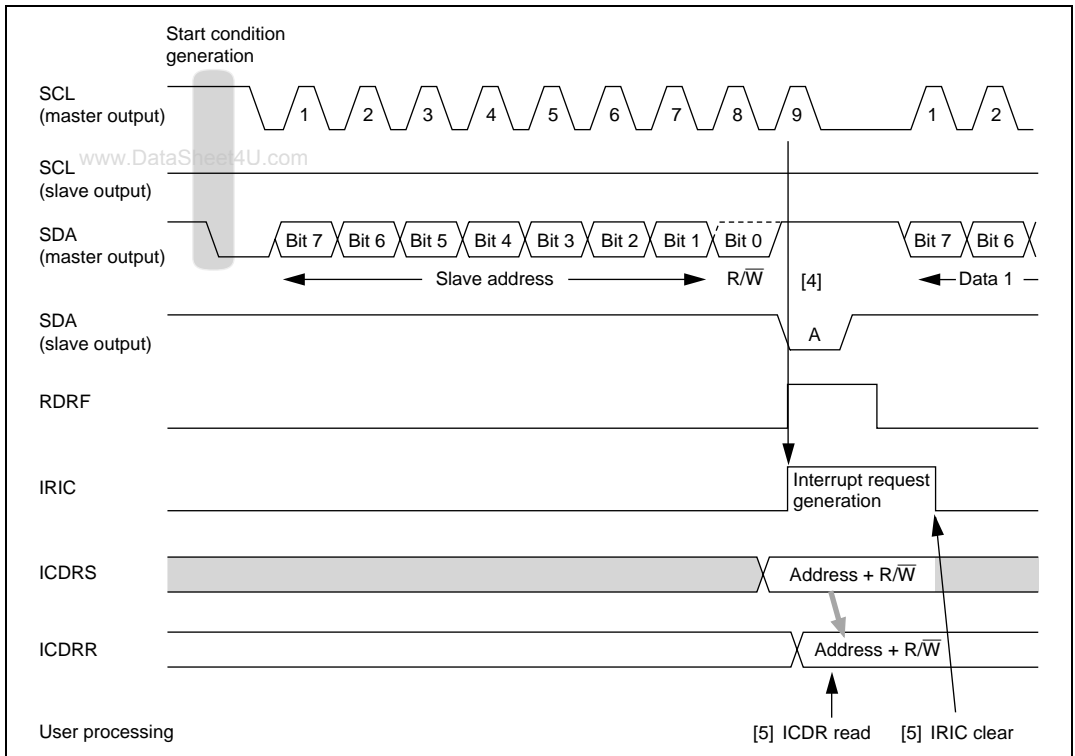 Start condition
generation
SCL
(master output)
1 2 3 4 5 6 7 8 9 1 2
www.DataSheet4U.com
SCL
(slave output)
SDA
(master output)
Bit 7 Bit 6 Bit 5 Bit 4 Bit 3 Bit 2 Bit 1 Bit 0 Bit 7 Bit 6
Slave address R/W̅ [4] Data 1
SDA
(slave output)
A
RDRF
IRIC
Interrupt request
generation
ICDRS
Address + R/W̅
ICDRR
Address + R/W̅
User processing
[5] ICDR read [5] IRIC clear